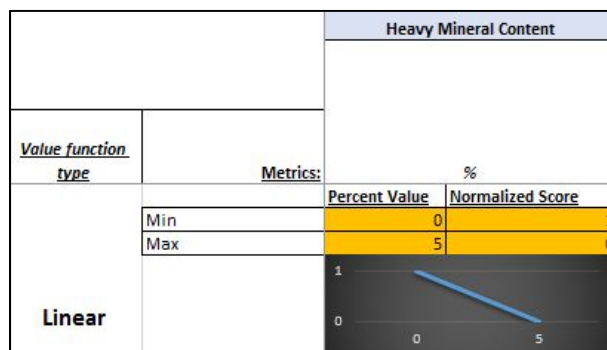 Heavy Mineral Content
Value function
type Metrics: %
Percent Value Normalized Score
Min 0
Max 5
1
Linear 0
0 5